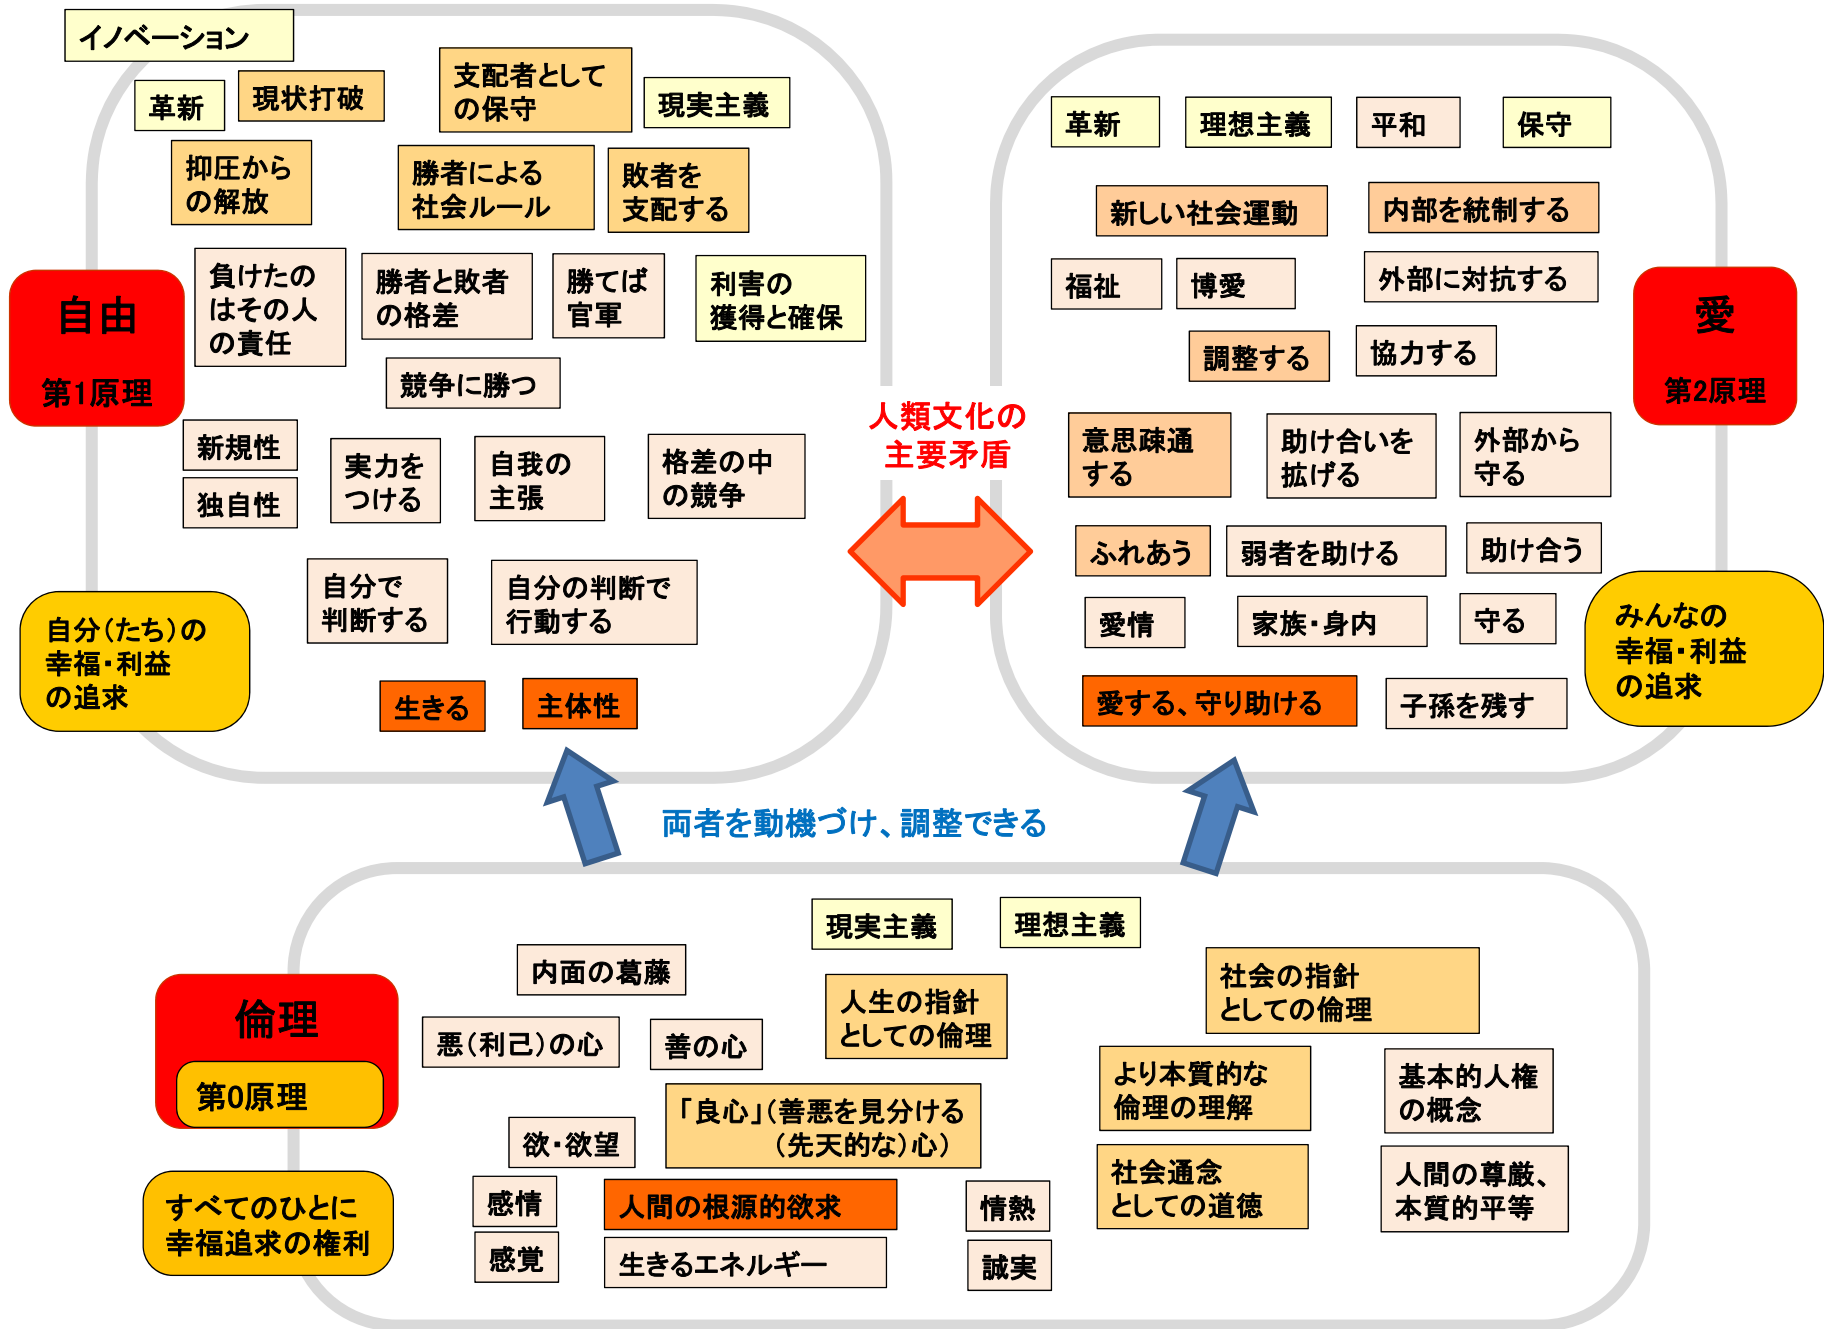 イノベーション
革新
現状打破
支配者として
の保守
現実主義
抑圧から
の解放
勝者による
社会ルール
敗者を
支配する
自由
第1原理
負けたの
はその人
の責任
勝者と敗者
の格差
勝てば
官軍
利害の
獲得と確保
競争に勝つ
新規性
独自性
実力を
つける
自我の
主張
格差の中
の競争
自分で
判断する
自分の判断で
行動する
自分(たち)の
幸福・利益
の追求
生きる
主体性
人類文化の
主要矛盾
革新
理想主義
平和
保守
新しい社会運動
内部を統制する
福祉
博愛
外部に対抗する
愛
第2原理
調整する
協力する
意思疎通
する
助け合いを
拡げる
外部から
守る
ふれあう
弱者を助ける
助け合う
愛情
家族・身内
守る
みんなの
幸福・利益
の追求
愛する、守り助ける
子孫を残す
両者を動機づけ、調整できる
現実主義
理想主義
倫理
第0原理
内面の葛藤
悪(利己)の心
善の心
人生の指針
としての倫理
社会の指針
としての倫理
より本質的な
倫理の理解
基本的人権
の概念
欲・欲望
「良心」(善悪を見分ける
(先天的な)心)
社会通念
としての道徳
人間の尊厳、
本質的平等
すべてのひとに
幸福追求の権利
感情
人間の根源的欲求
情熱
感覚
生きるエネルギー
誠実